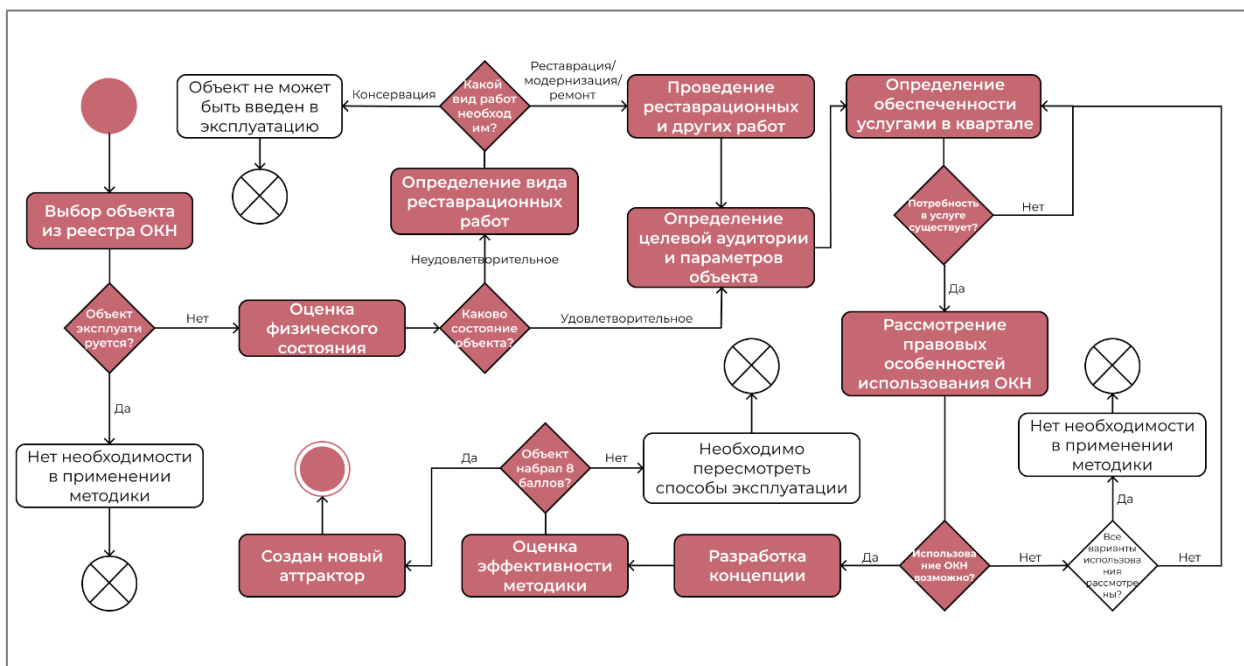 Объект не может
быть введен в
эксплуатацию
Консервация
Какой
вид работ
необход
им?
Реставрация/
модернизация/
ремонт
Проведение
реставрационных
и других работ
Определение
обеспеченности
услугами в квартале
Выбор объекта
из реестра ОКН
Определение вида
реставрационных
работ
Определение
целевой аудитории
и параметров
объекта
Потребность
в услуге
существует?
Нет
Неудовлетворительное
Да
Объект
эксплуати
руется?
Нет
Оценка
физического
состояния
Каково
состояние
объекта?
Удовлетворительное
Рассмотрение
правовых
особенностей
использования ОКН
Да
Нет необходимости
в применении
методики
Да
Объект
набрал 8
баллов?
Нет
Необходимо
пересмотреть
способы эксплуатации
Нет необходимости
в применении
методики
Да
Создан новый
аттрактор
Оценка
эффективности
методики
Разработка
концепции
Да
Использова
ние ОКН
возможно?
Нет
Все
варианты
использова
ния
рассмотре
ны?
Нет